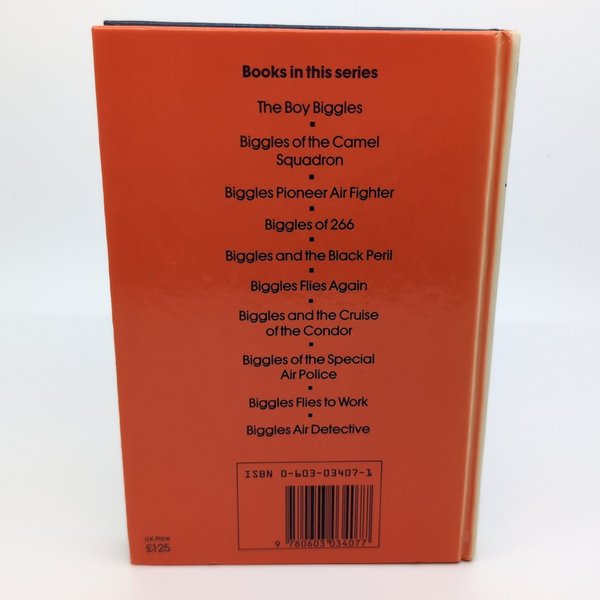 Books in this series
The Boy Biggles
Biggles of the Camel
Squadron
Biggles Pioneer Air Fighter
Biggles of 266
Biggles and the Black Peril
Biggles Flies Again
Biggles and the Cruise
of the Condor
Biggles of the Special
Air Police
Biggles Flies to Work
Biggles Air Detective
ISBN 0-603-03407-1
9 780603 034077
U.K. Price
£1·25